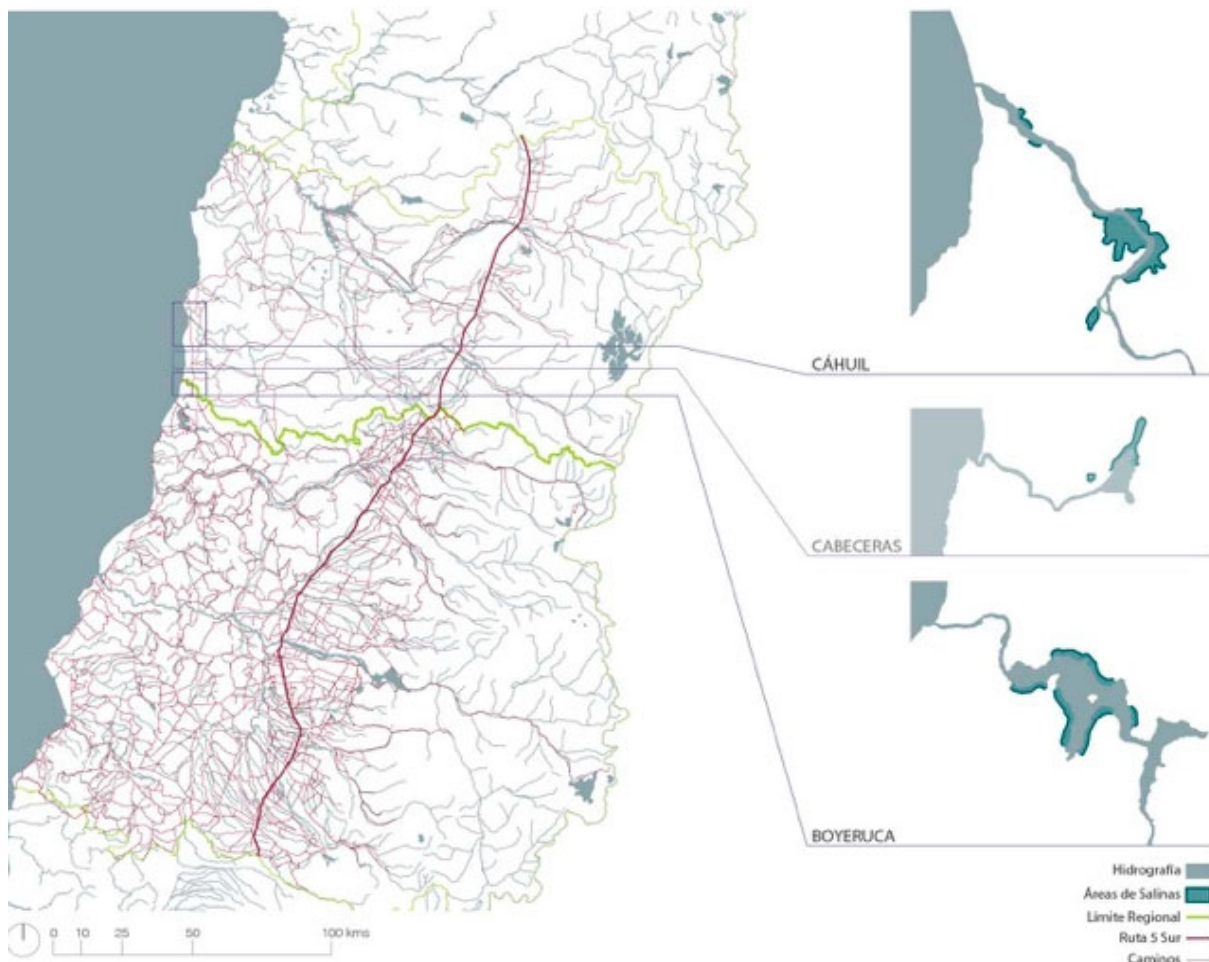 CÁHUIL
CABECERAS
BOYERUCA
Hidrografía
Áreas de Salinas
Límite Regional
Ruta 5 Sur
Caminos
0 10 25 50 100 kms